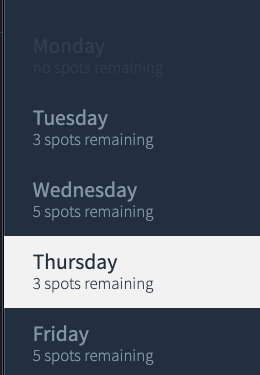 Monday
no spots remaining
Tuesday
3 spots remaining
Wednesday
5 spots remaining
Thursday
3 spots remaining
Friday
5 spots remaining